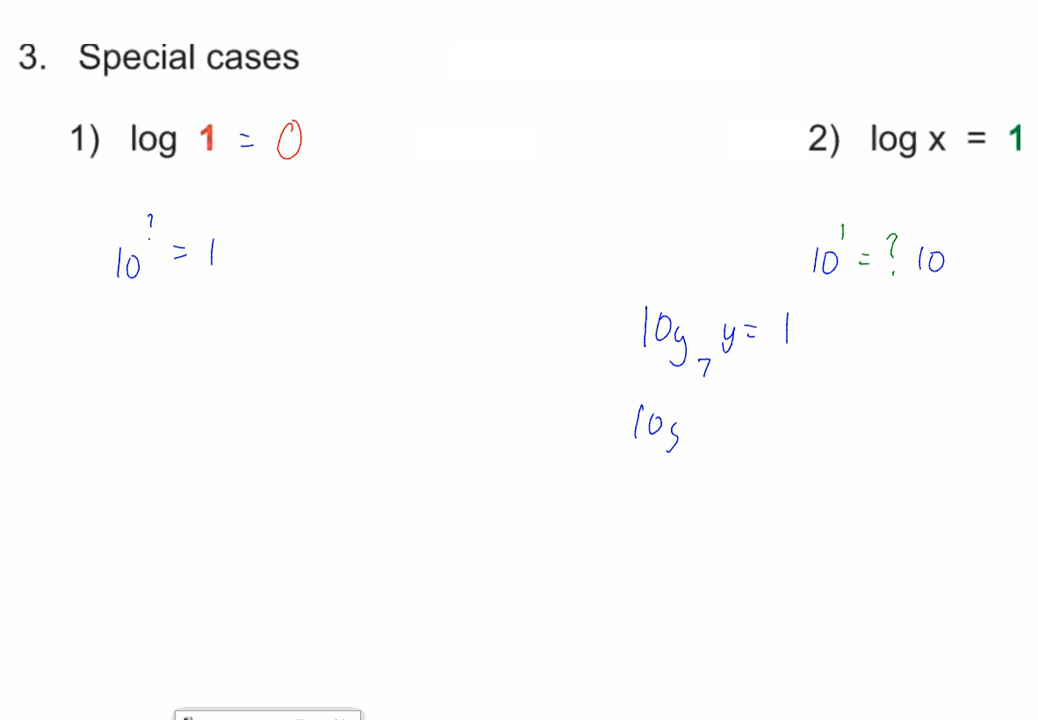 3. Special cases
1) log 1 = 0
2) log x = 1
10^? = 1
10^1 = ? 10
log_7 y = 1
log